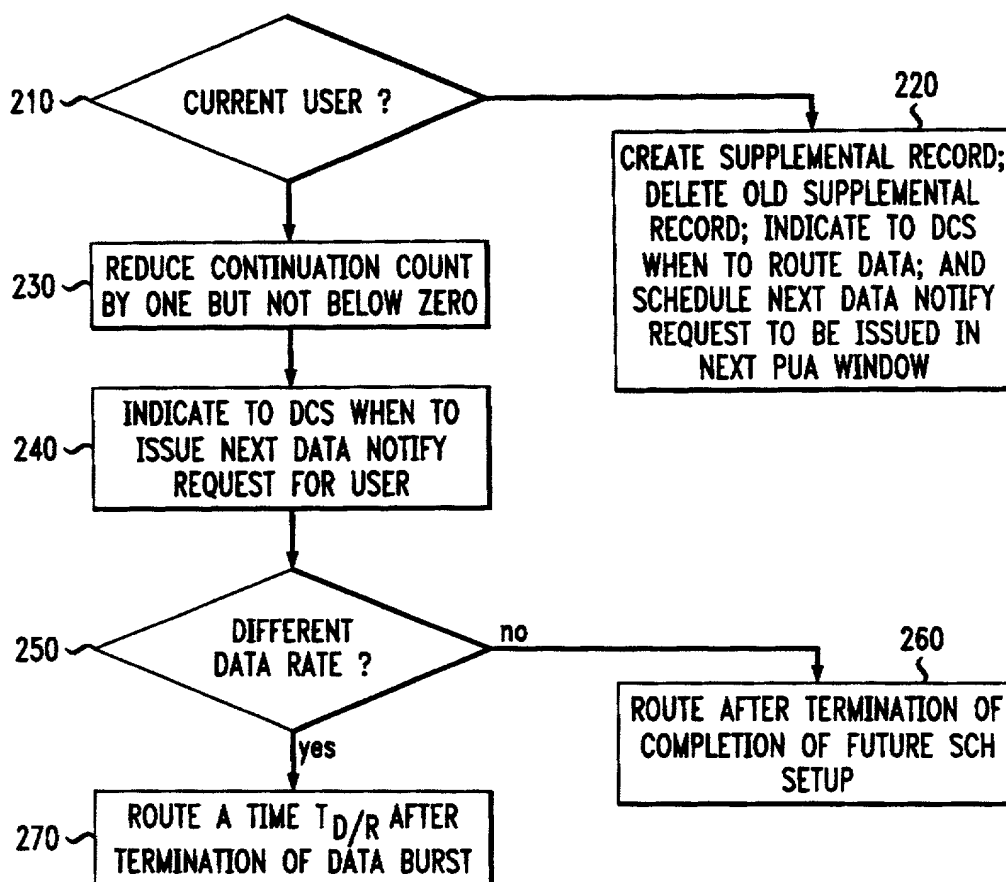 210
CURRENT USER ?
220
CREATE SUPPLEMENTAL RECORD;
DELETE OLD SUPPLEMENTAL
RECORD; INDICATE TO DCS
WHEN TO ROUTE DATA; AND
SCHEDULE NEXT DATA NOTIFY
REQUEST TO BE ISSUED IN
NEXT PUA WINDOW
230
REDUCE CONTINUATION COUNT
BY ONE BUT NOT BELOW ZERO
240
INDICATE TO DCS WHEN TO
ISSUE NEXT DATA NOTIFY
REQUEST FOR USER
250
DIFFERENT
DATA RATE ?
no
260
ROUTE AFTER TERMINATION OF
COMPLETION OF FUTURE SCH
SETUP
yes
270
ROUTE A TIME T D/R AFTER
TERMINATION OF DATA BURST